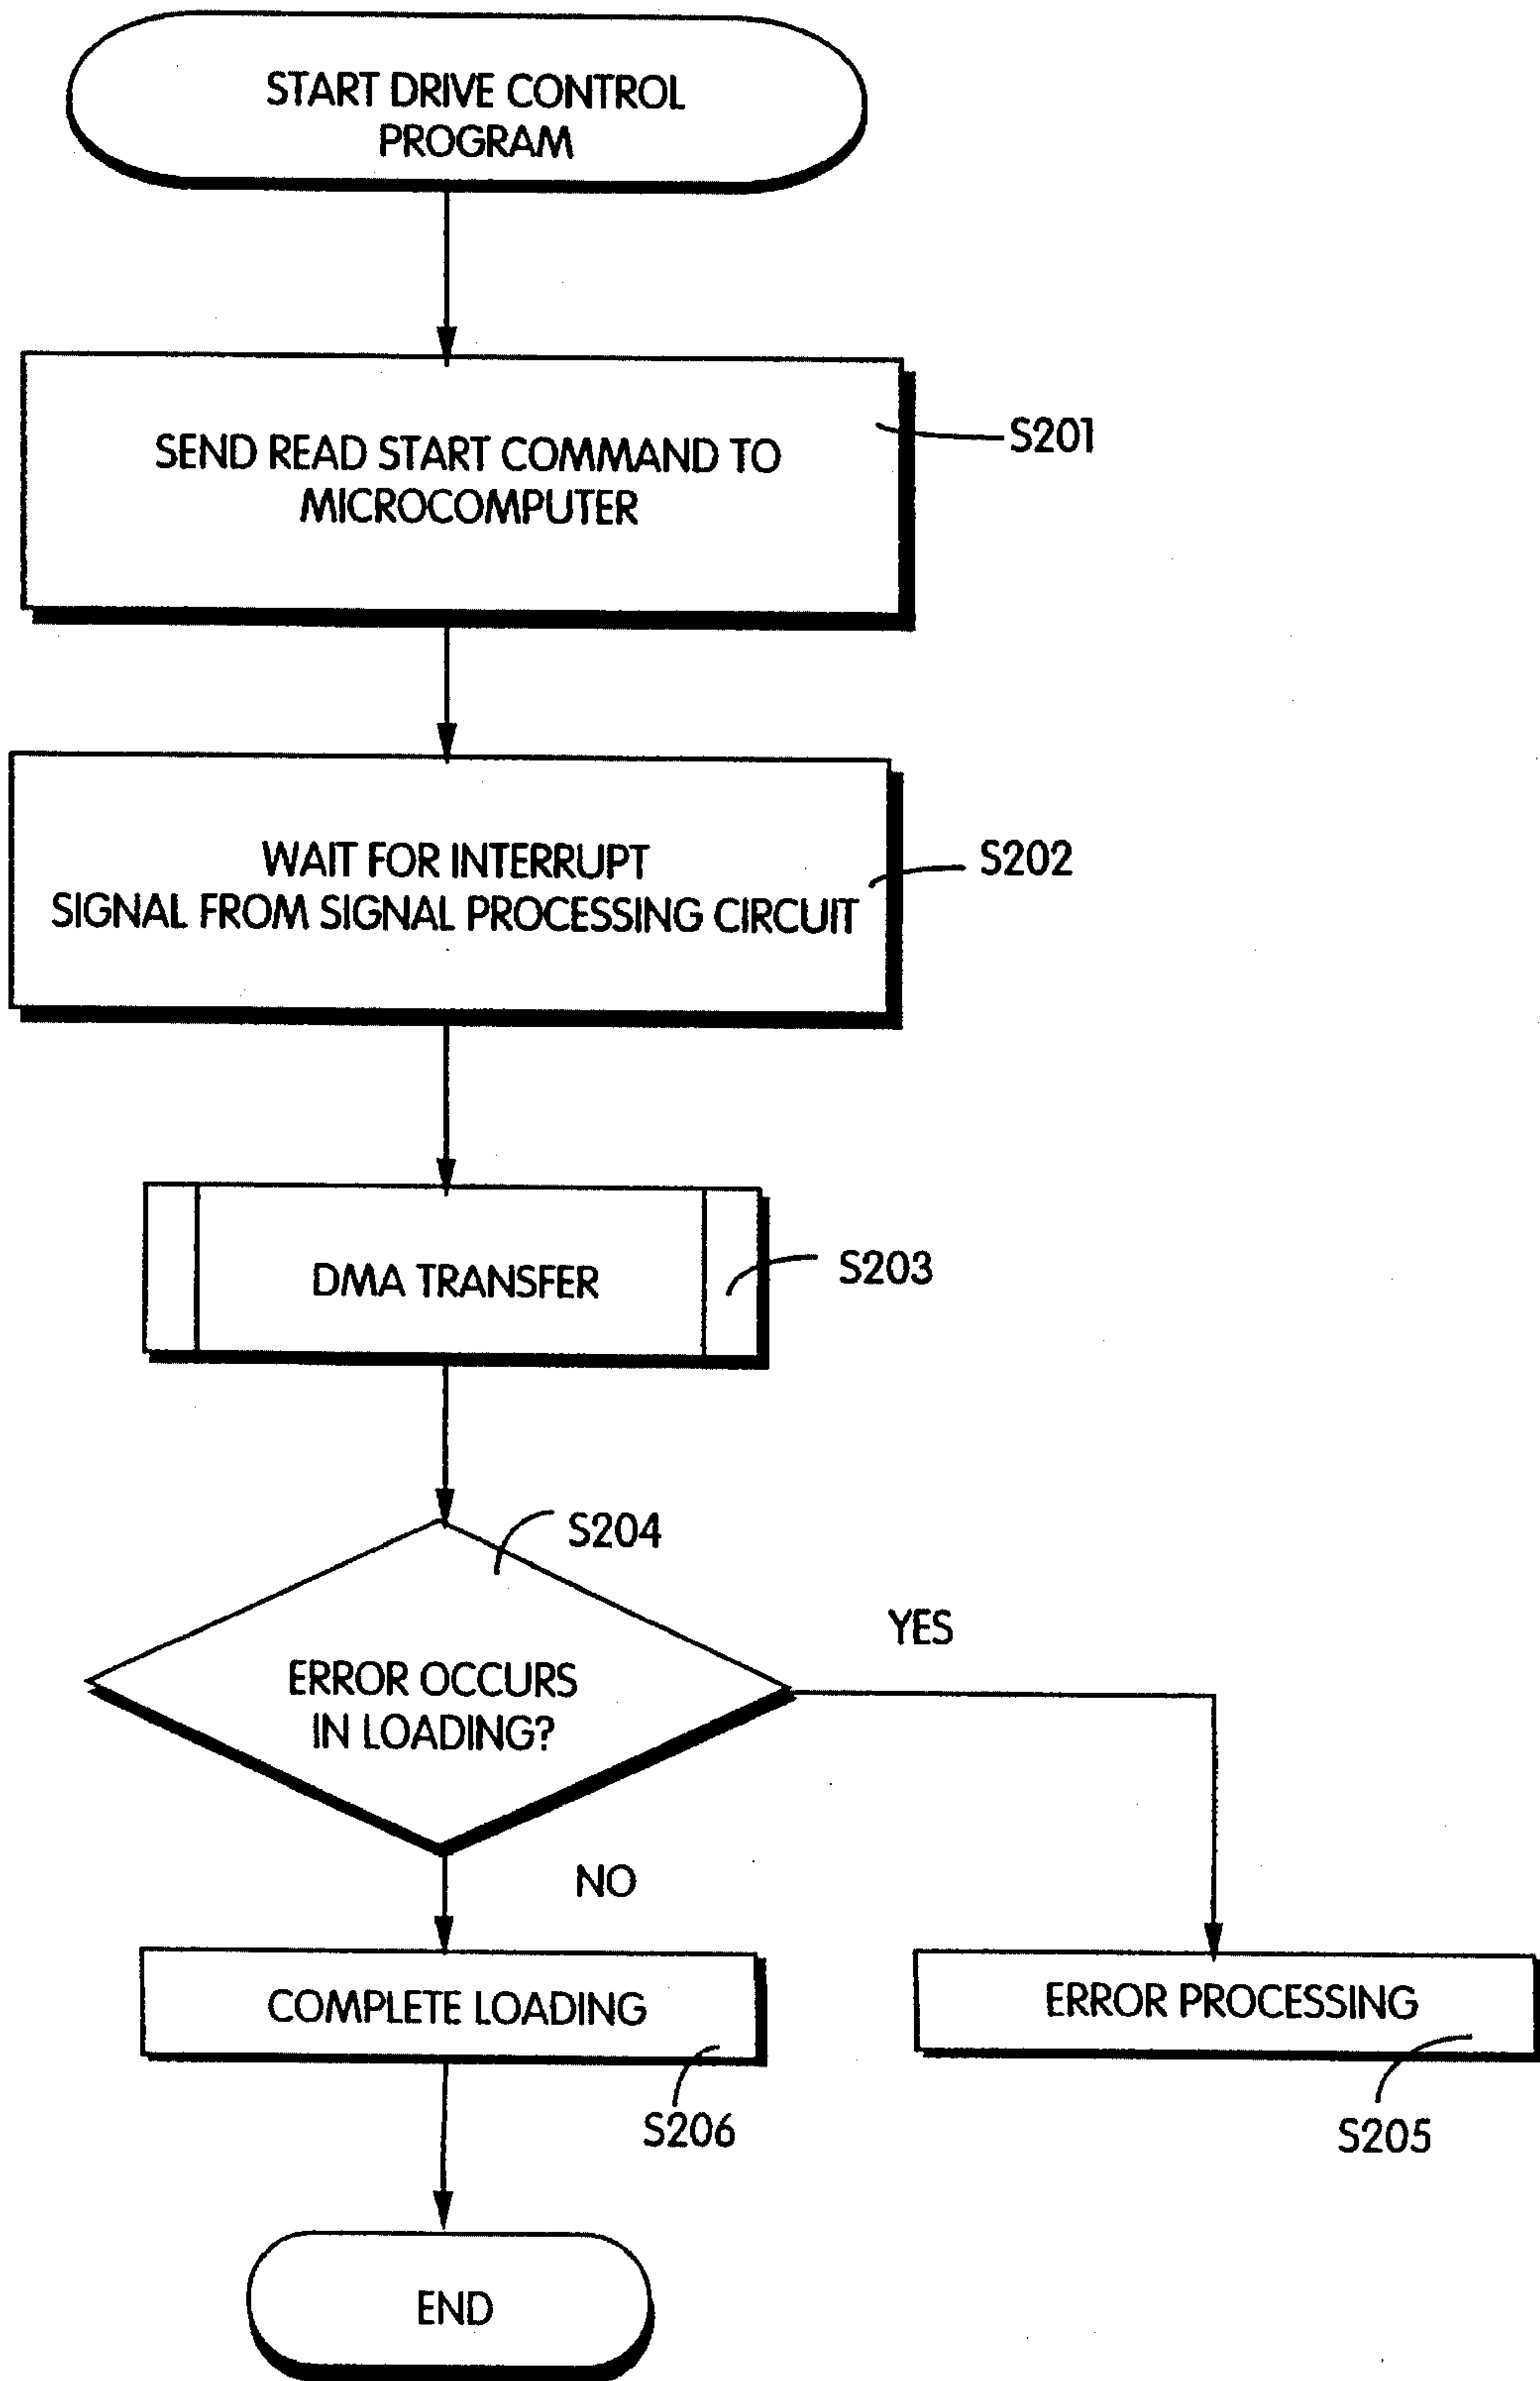 START DRIVE CONTROL
PROGRAM
SEND READ START COMMAND TO
MICROCOMPUTER
S201
WAIT FOR INTERRUPT
SIGNAL FROM SIGNAL PROCESSING CIRCUIT
S202
DMA TRANSFER
S203
S204
ERROR OCCURS
IN LOADING?
YES
NO
COMPLETE LOADING
S206
ERROR PROCESSING
S205
END